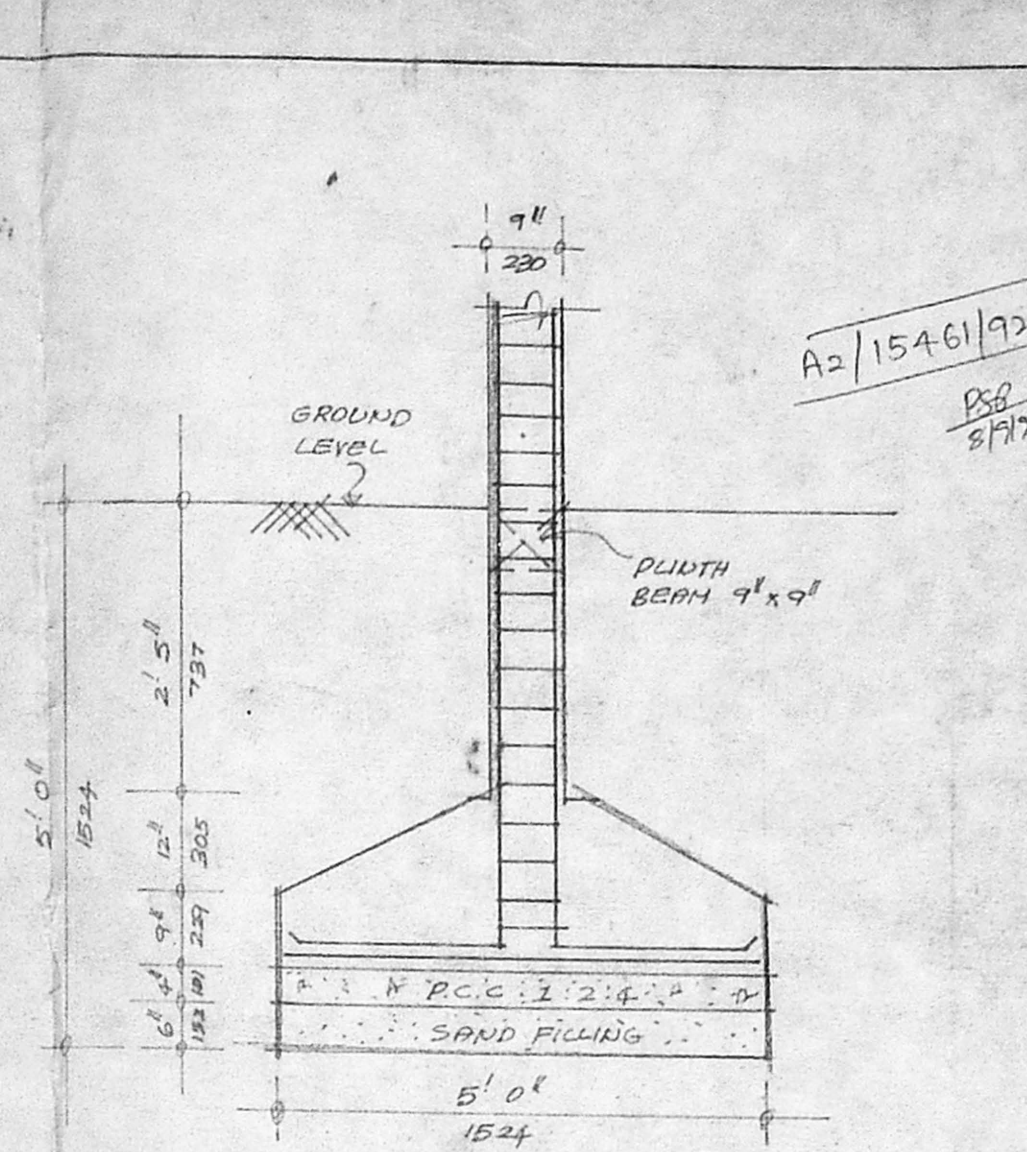 9"
230
A2/15461/92
PSB
GROUND
LEVEL
PLINTH
BEAM 9"x9"
2' 5"
737
5' 0"
1524
12"
305
9"
229
4"
101
6"
152
P.C.C 1:2:4
SAND FILLING
5' 0"
1524